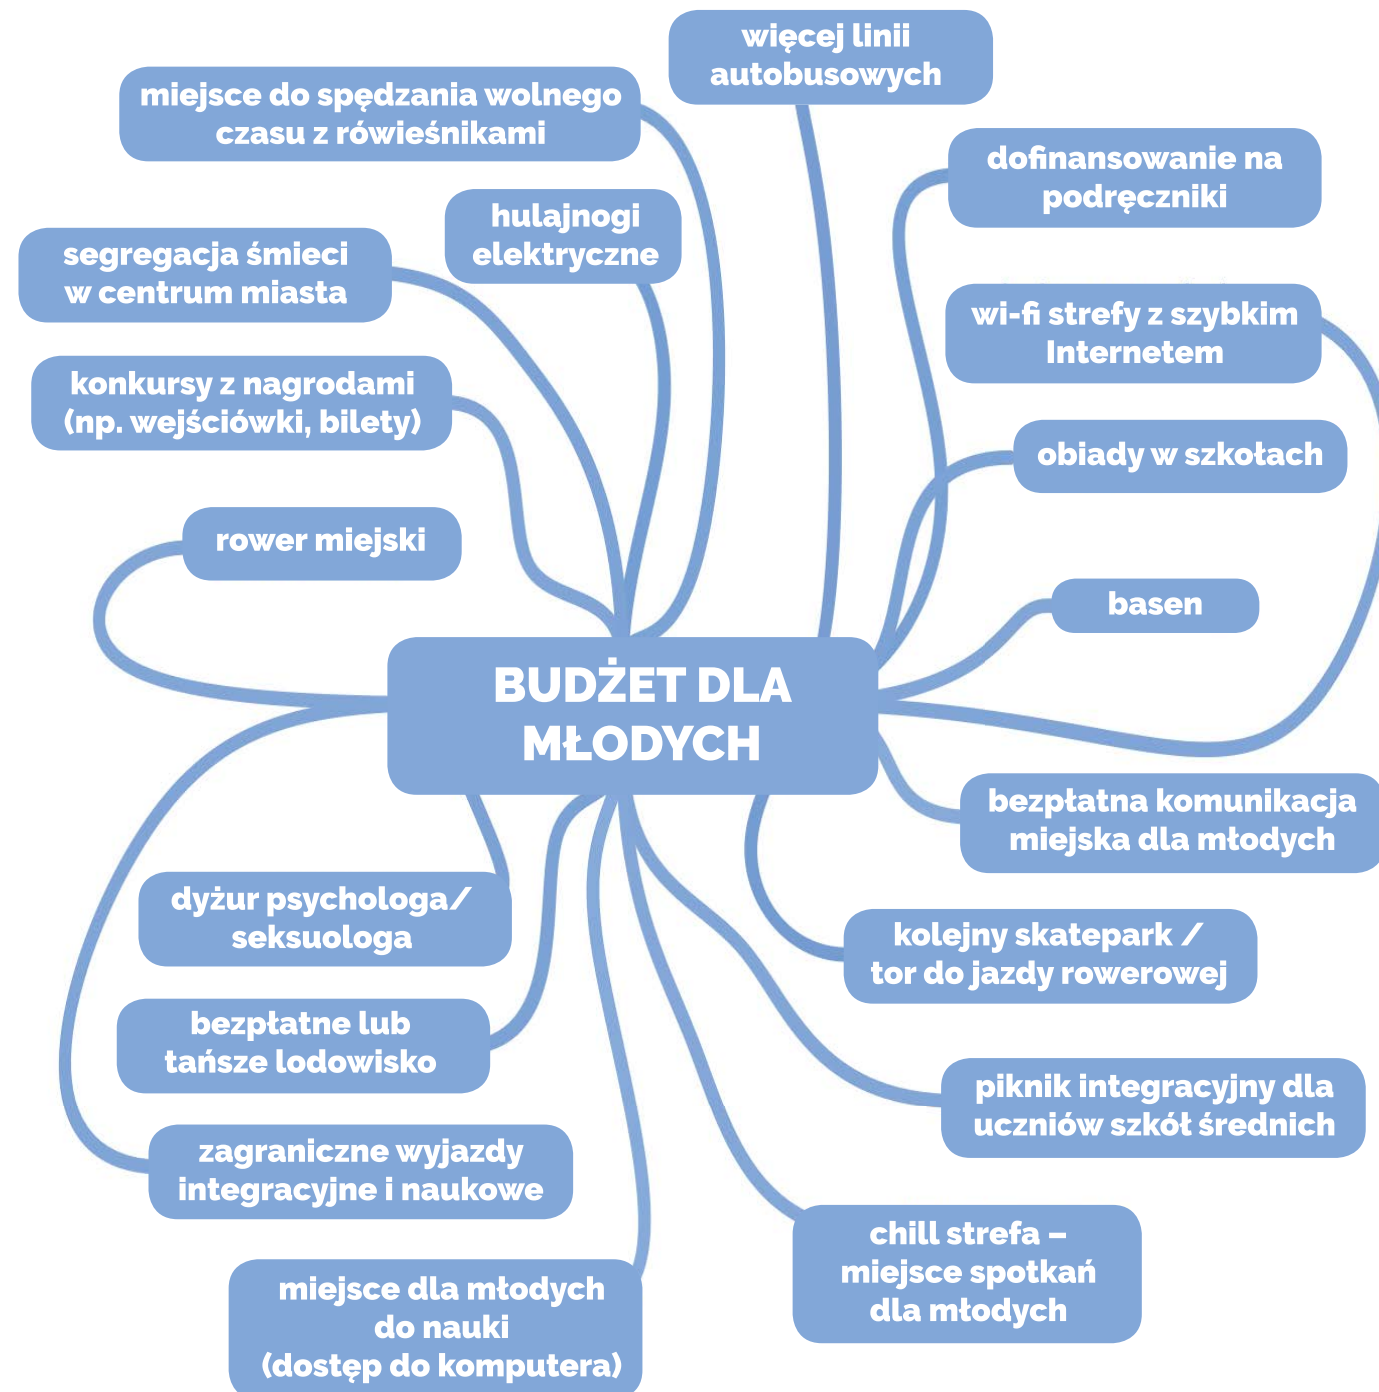 więcej linii
autobusowych
miejsce do spędzania wolnego
czasu z rówieśnikami
dofinansowanie na
podręczniki
hulajnogi
elektryczne
segregacja śmieci
w centrum miasta
wi-fi strefy z szybkim
Internetem
konkursy z nagrodami
(np. wejściówki, bilety)
obiady w szkołach
rower miejski
basen
BUDŻET DLA
MŁODYCH
bezpłatna komunikacja
miejska dla młodych
dyżur psychologa/
seksuologa
kolejny skatepark /
tor do jazdy rowerowej
bezpłatne lub
tańsze lodowisko
piknik integracyjny dla
uczniów szkół średnich
zagraniczne wyjazdy
integracyjne i naukowe
chill strefa –
miejsce spotkań
dla młodych
miejsce dla młodych
do nauki
(dostęp do komputera)